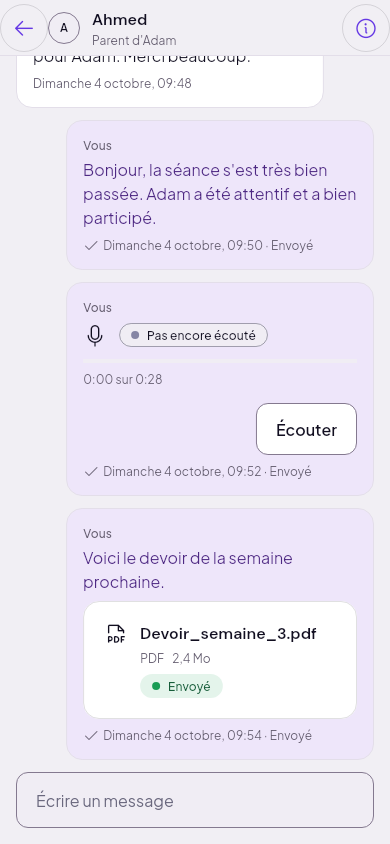 A
Ahmed
Parent d'Adam
pour Adam. Merci beaucoup.
Dimanche 4 octobre, 09:48
Vous
Bonjour, la séance s'est très bien
passée. Adam a été attentif et a bien
participé.
Dimanche 4 octobre, 09:50 · Envoyé
Vous
Pas encore écouté
0:00 sur 0:28
Écouter
Dimanche 4 octobre, 09:52 · Envoyé
Vous
Voici le devoir de la semaine
prochaine.
PDF
Devoir_semaine_3.pdf
PDF 2,4 Mo
Envoyé
Dimanche 4 octobre, 09:54 · Envoyé
Écrire un message